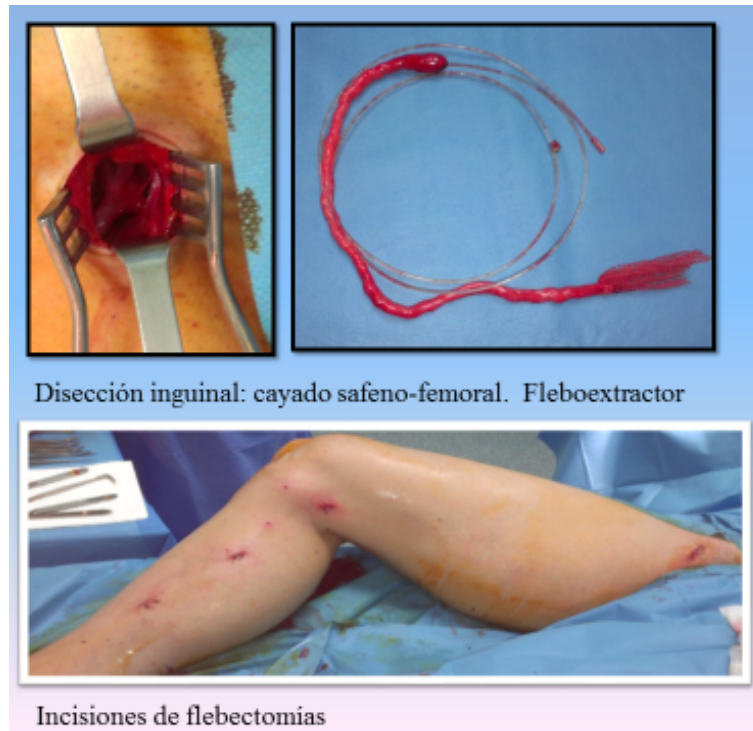 Disección inguinal: cayado safeno-femoral.  Fleboextractor
Incisiones de flebectomías